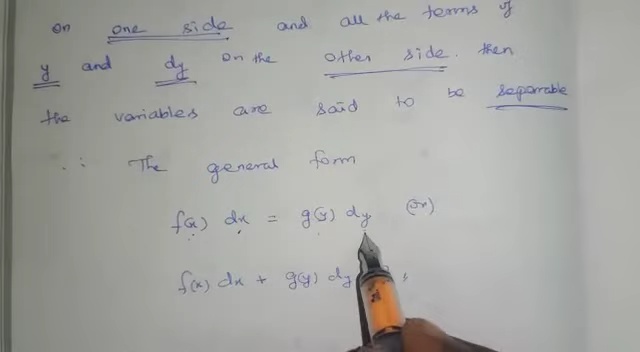 on one side and all the terms of
y and dy on the other side. then
the variables are said to be separable
∴ The general form
f(x) dx = g(y) dy (or)
f(x) dx + g(y) dy